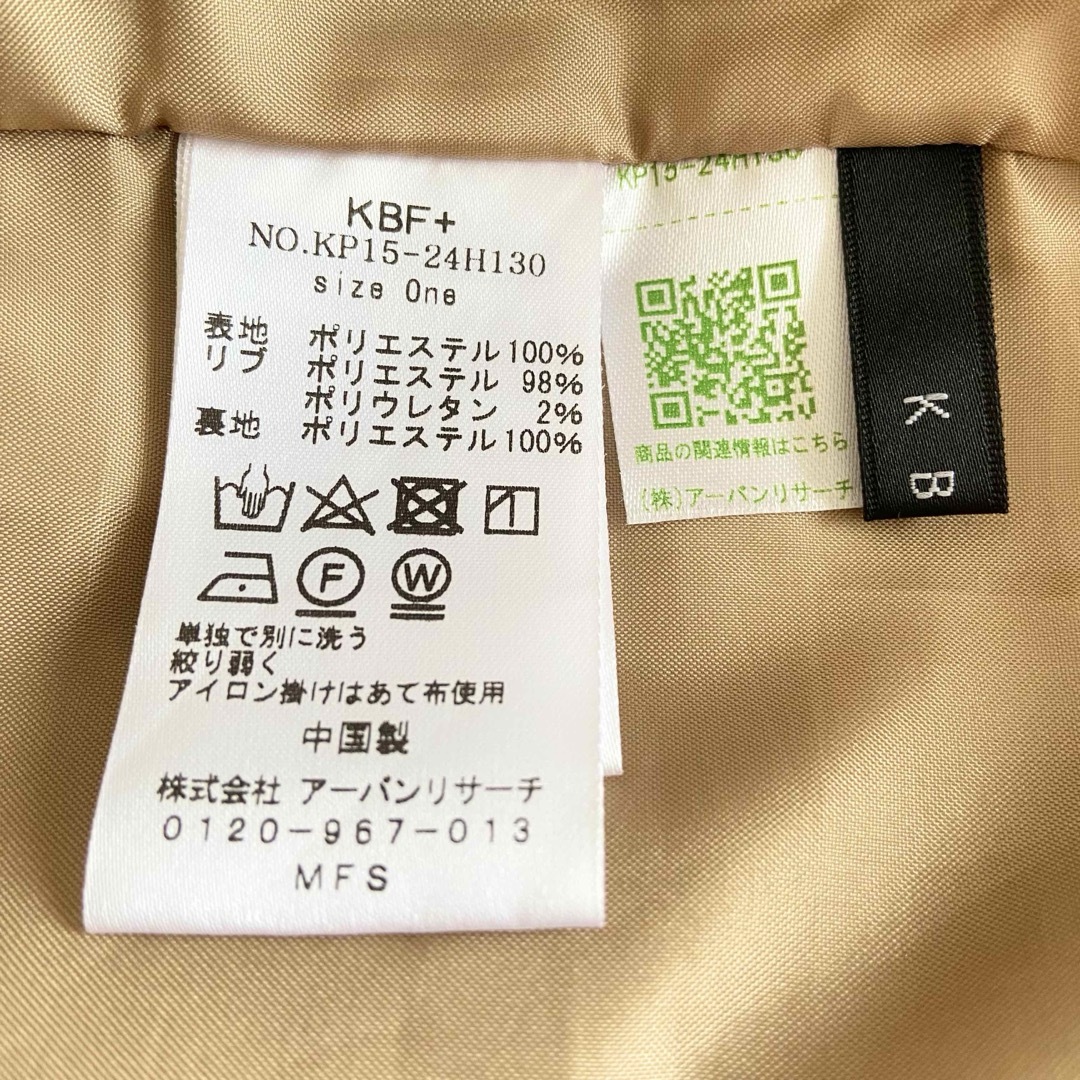 KBF+
NO.KP15-24H130
size One
表地 ポリエステル100%
リブ ポリエステル 98%
ポリウレタン 2%
裏地 ポリエステル100%
F W
単独で別に洗う
絞り弱く
アイロン掛けはあて布使用
中国製
株式会社 アーバンリサーチ
0120-967-013
MFS
KP15-24H130
商品の関連情報はこちら
(株)アーバンリサーチ
K B